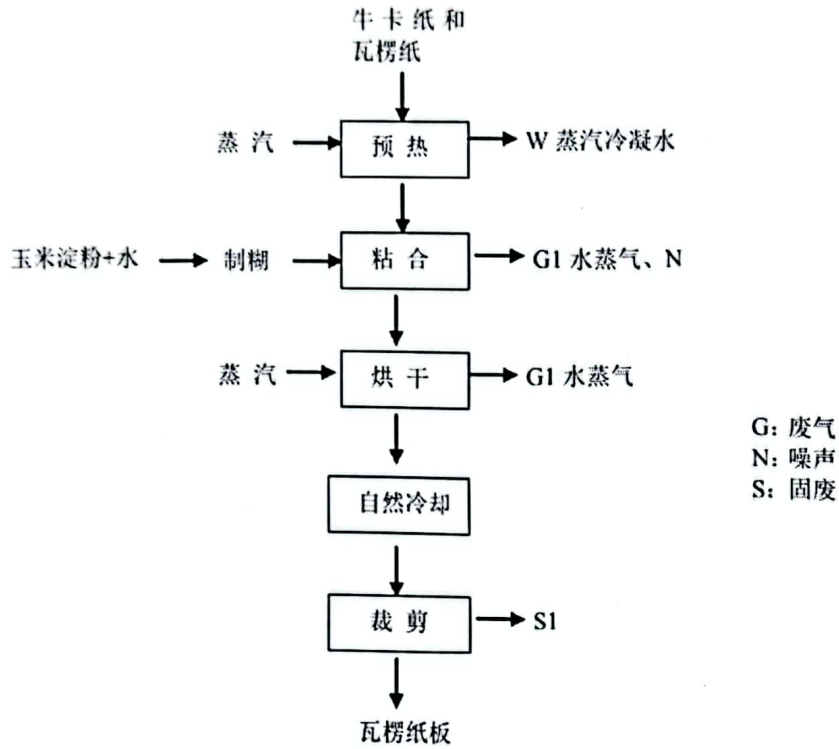 牛卡纸和
瓦楞纸
蒸汽
预热
W 蒸汽冷凝水
玉米淀粉+水
制糊
粘合
G1 水蒸气、N
蒸汽
烘干
G1 水蒸气
G: 废气
N: 噪声
S: 固废
自然冷却
裁剪
S1
瓦楞纸板